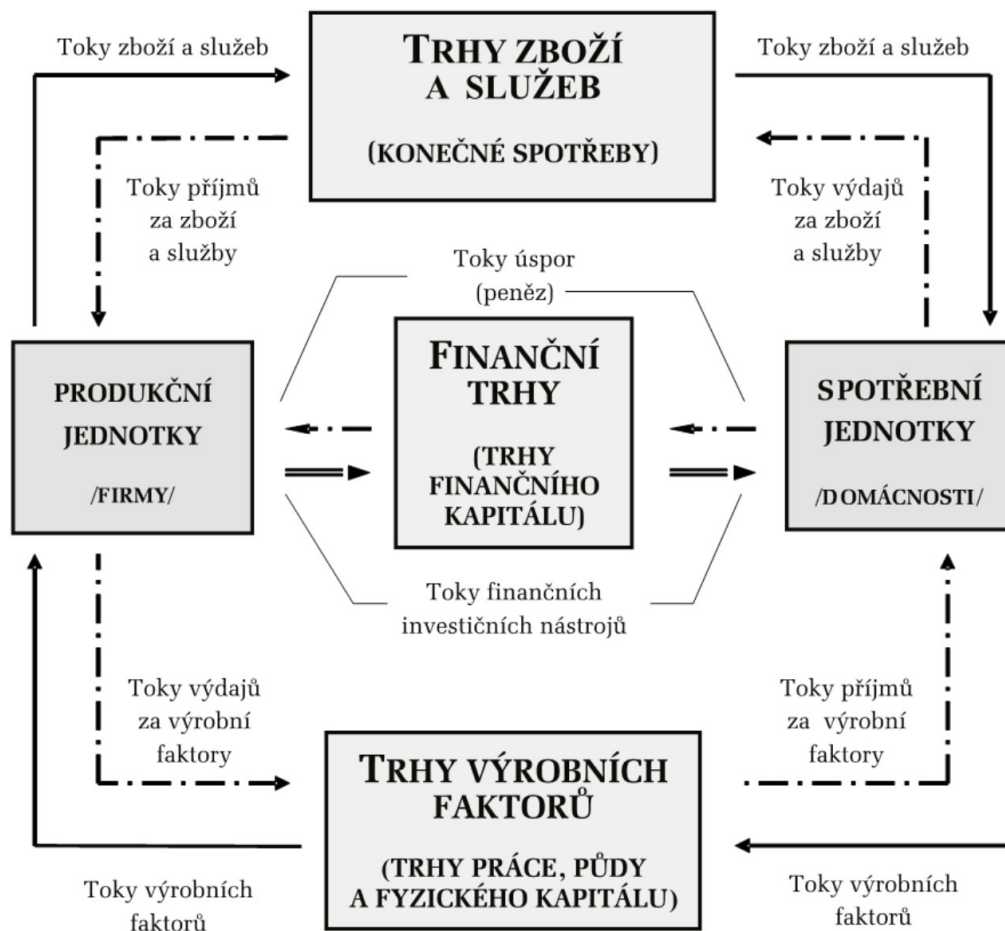 Toky zboží a služeb
TRHY ZBOŽÍ
A SLUŽEB
(KONEČNÉ SPOTŘEBY)
Toky zboží a služeb
Toky příjmů
za zboží
a služby
Toky výdajů
za zboží
a služby
Toky úspor
(peněz)
PRODUKČNÍ
JEDNOTKY
/FIRMY/
FINANČNÍ
TRHY
(TRHY
FINANČNÍHO
KAPITÁLU)
SPOTŘEBNÍ
JEDNOTKY
/DOMÁCNOSTI/
Toky finančních
investičních nástrojů
Toky výdajů
za výrobní
faktory
Toky příjmů
za výrobní
faktory
TRHY VÝROBNÍCH
FAKTORŮ
(TRHY PRÁCE, PŮDY
A FYZICKÉHO KAPITÁLU)
Toky výrobních
faktorů
Toky výrobních
faktorů